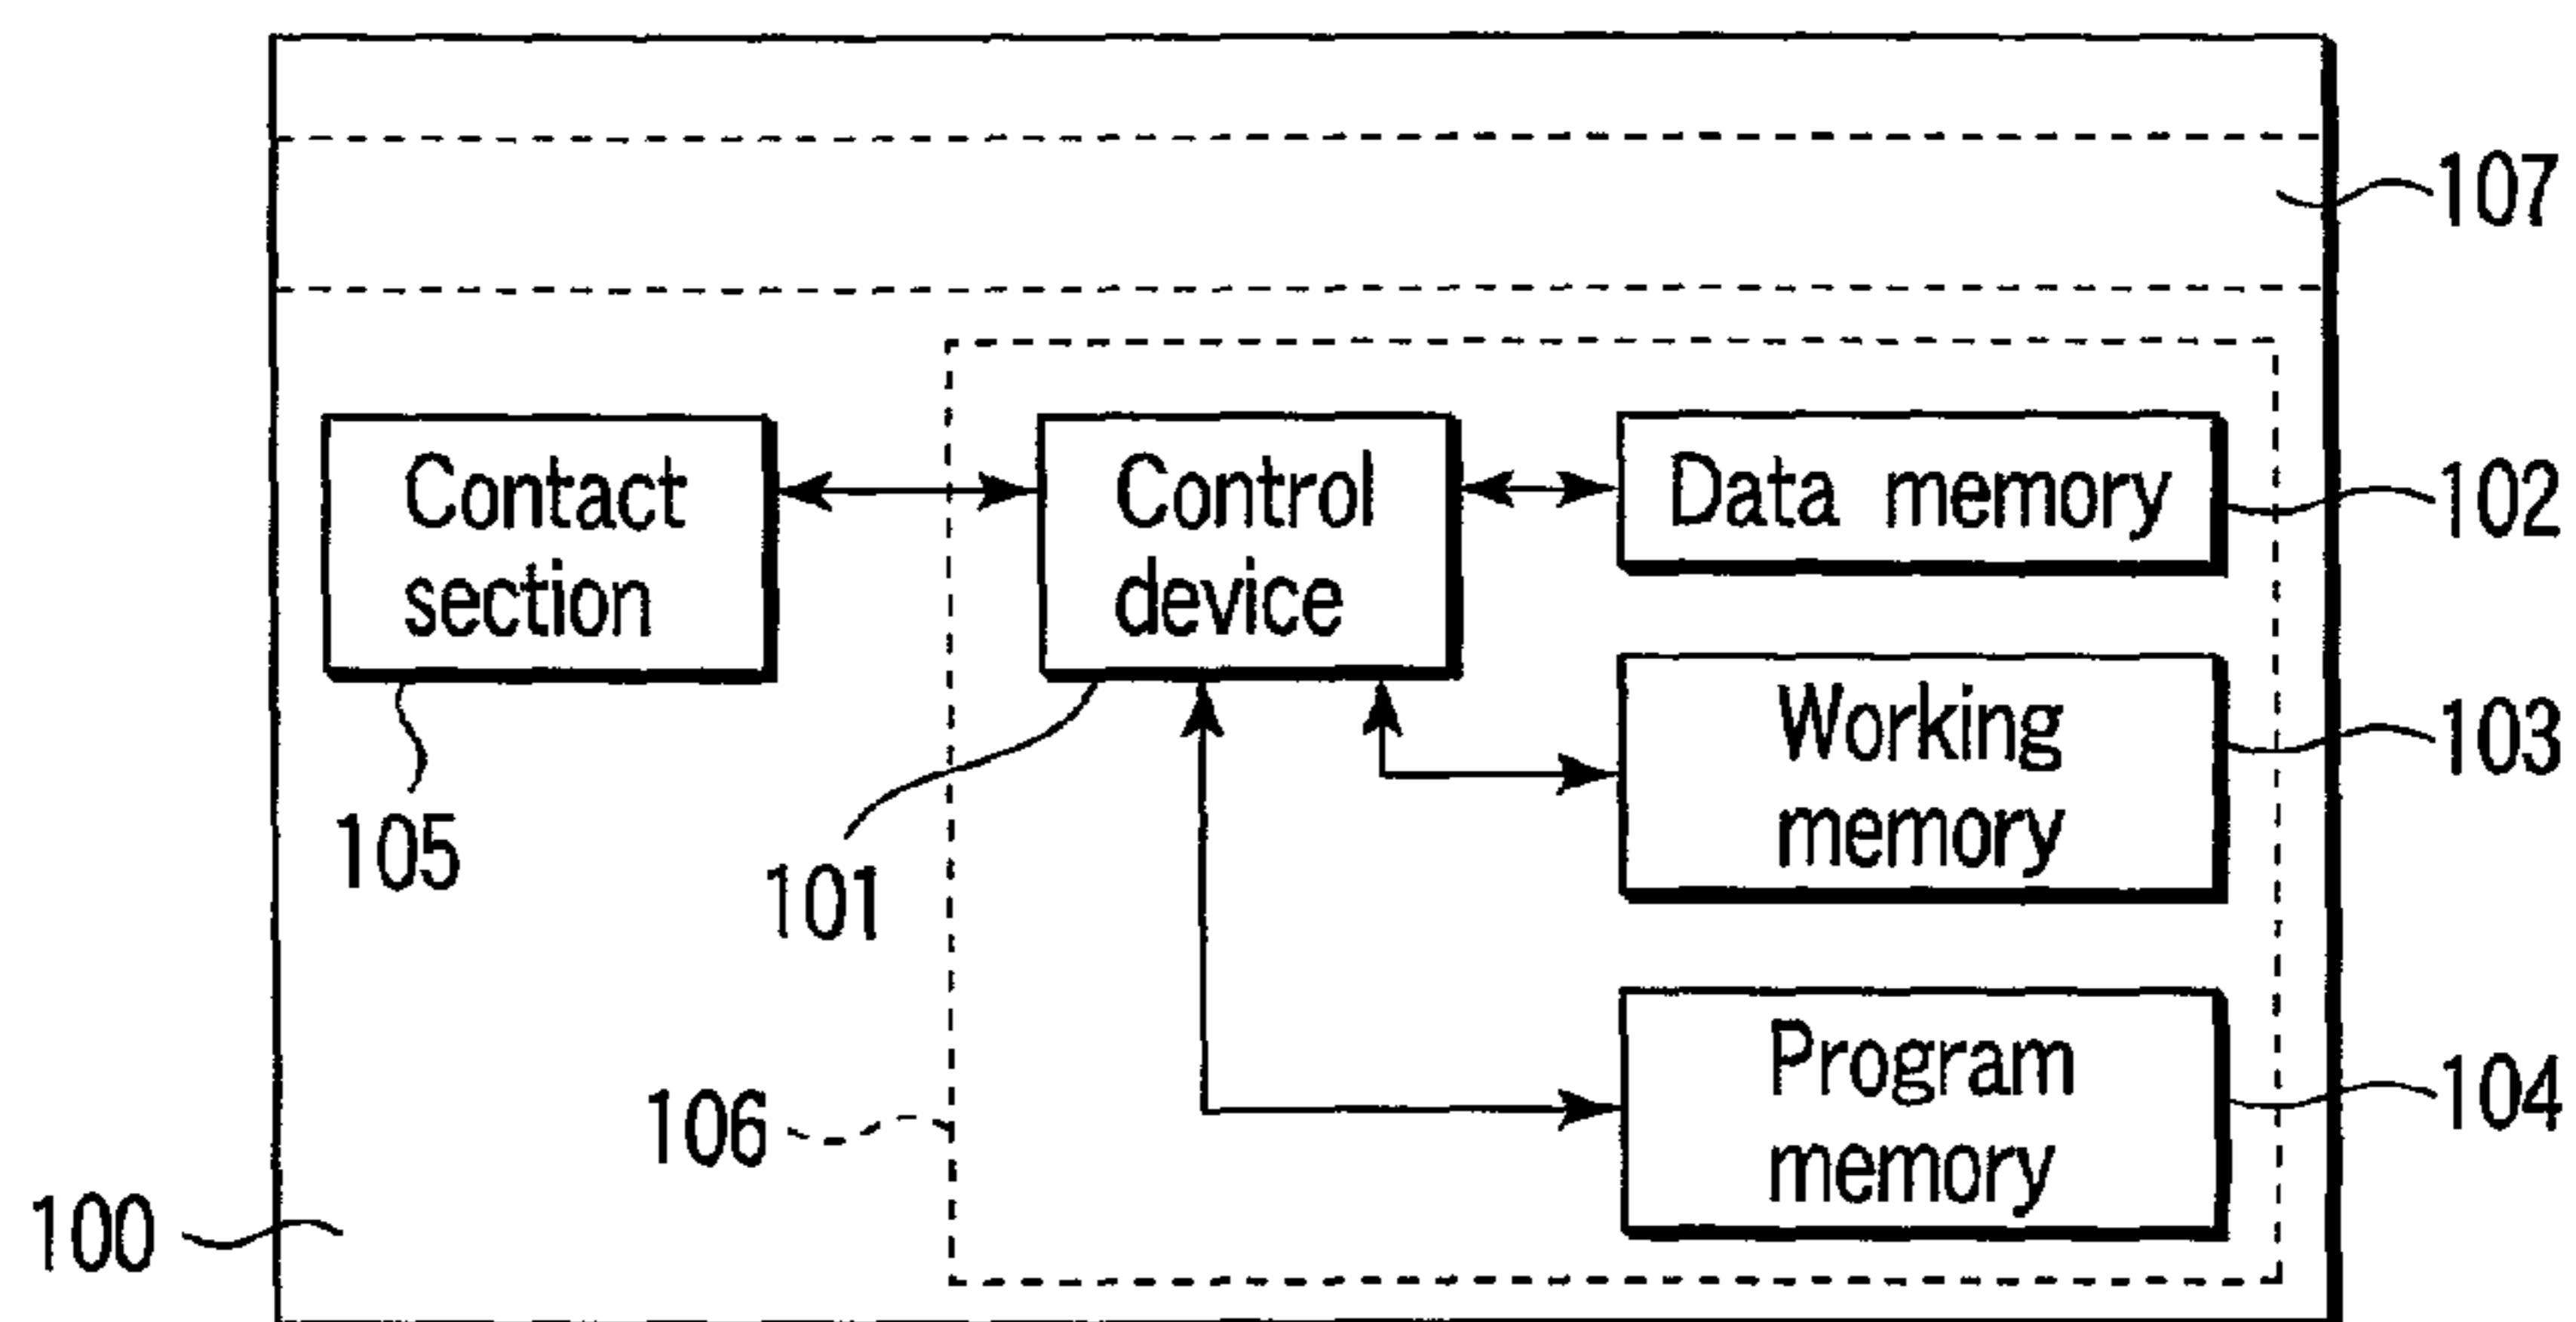 107
Contact
section
Control
device
Data memory
102
Working
memory
103
105
101
Program
memory
104
106
100